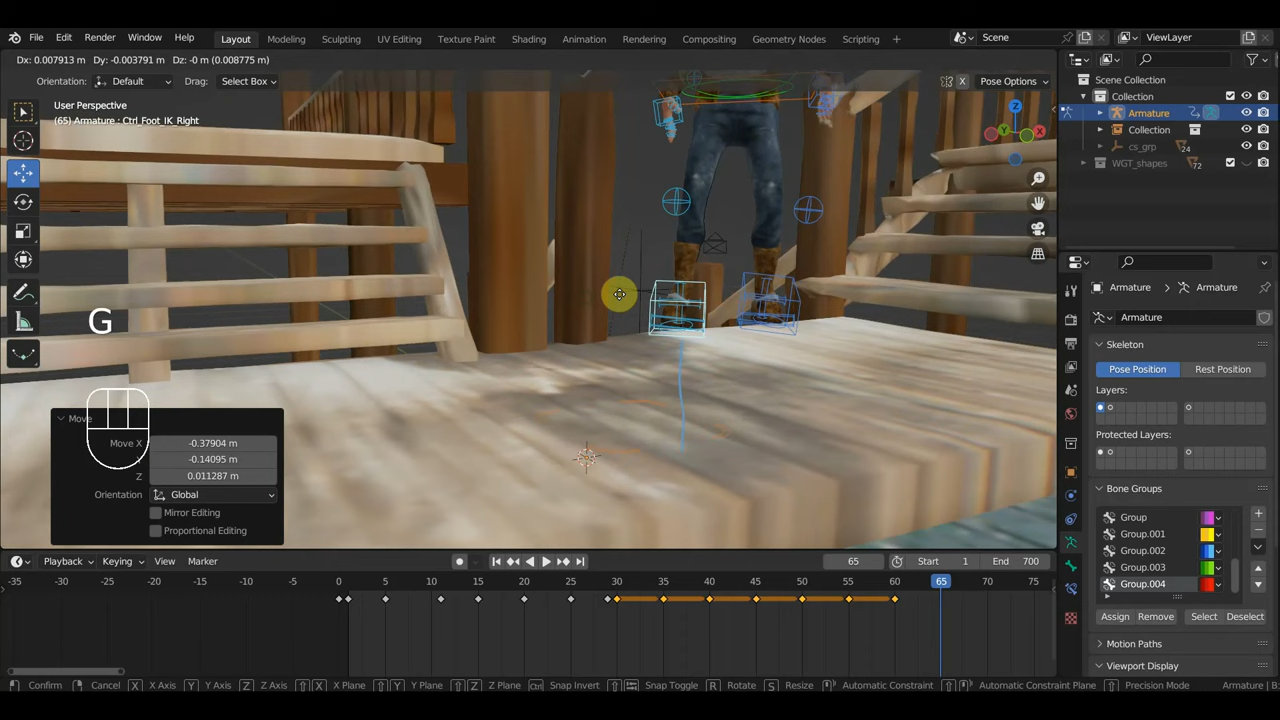 File Edit Render Window Help Layout Modeling Sculpting UV Editing Texture Paint Shading Animation Rendering Compositing Geometry Nodes Scripting + Scene ViewLayer
Dx: 0.007913 m Dy: -0.003791 m Dz: -0 m (0.008775 m)
Orientation: Default Drag: Select Box X Pose Options
User Perspective
(65) Armature : Ctrl_Foot_IK_Right
Scene Collection
Collection
Armature
Collection
cs_grp 24
WGT_shapes 72
Z
Y
X
G
Move
Move X -0.37904 m
-0.14095 m
Z 0.011287 m
Orientation Global
Mirror Editing
Proportional Editing
Armature > Armature
Armature
Skeleton
Pose Position Rest Position
Layers:
Protected Layers:
Bone Groups
Group
Group.001
Group.002
Group.003
Group.004
Assign Remove Select Deselect
Motion Paths
Viewport Display
Playback Keying View Marker 65 Start 1 End 700
-35 -30 -25 -20 -15 -10 -5 0 5 10 15 20 25 30 35 40 45 50 55 60 65 70 75
Confirm Cancel X X Axis Y Y Axis Z Z Axis X X Plane Y Y Plane Z Z Plane Ctrl Snap Invert Snap Toggle R Rotate S Resize Automatic Constraint Automatic Constraint Plane Precision Mode Armature | B: